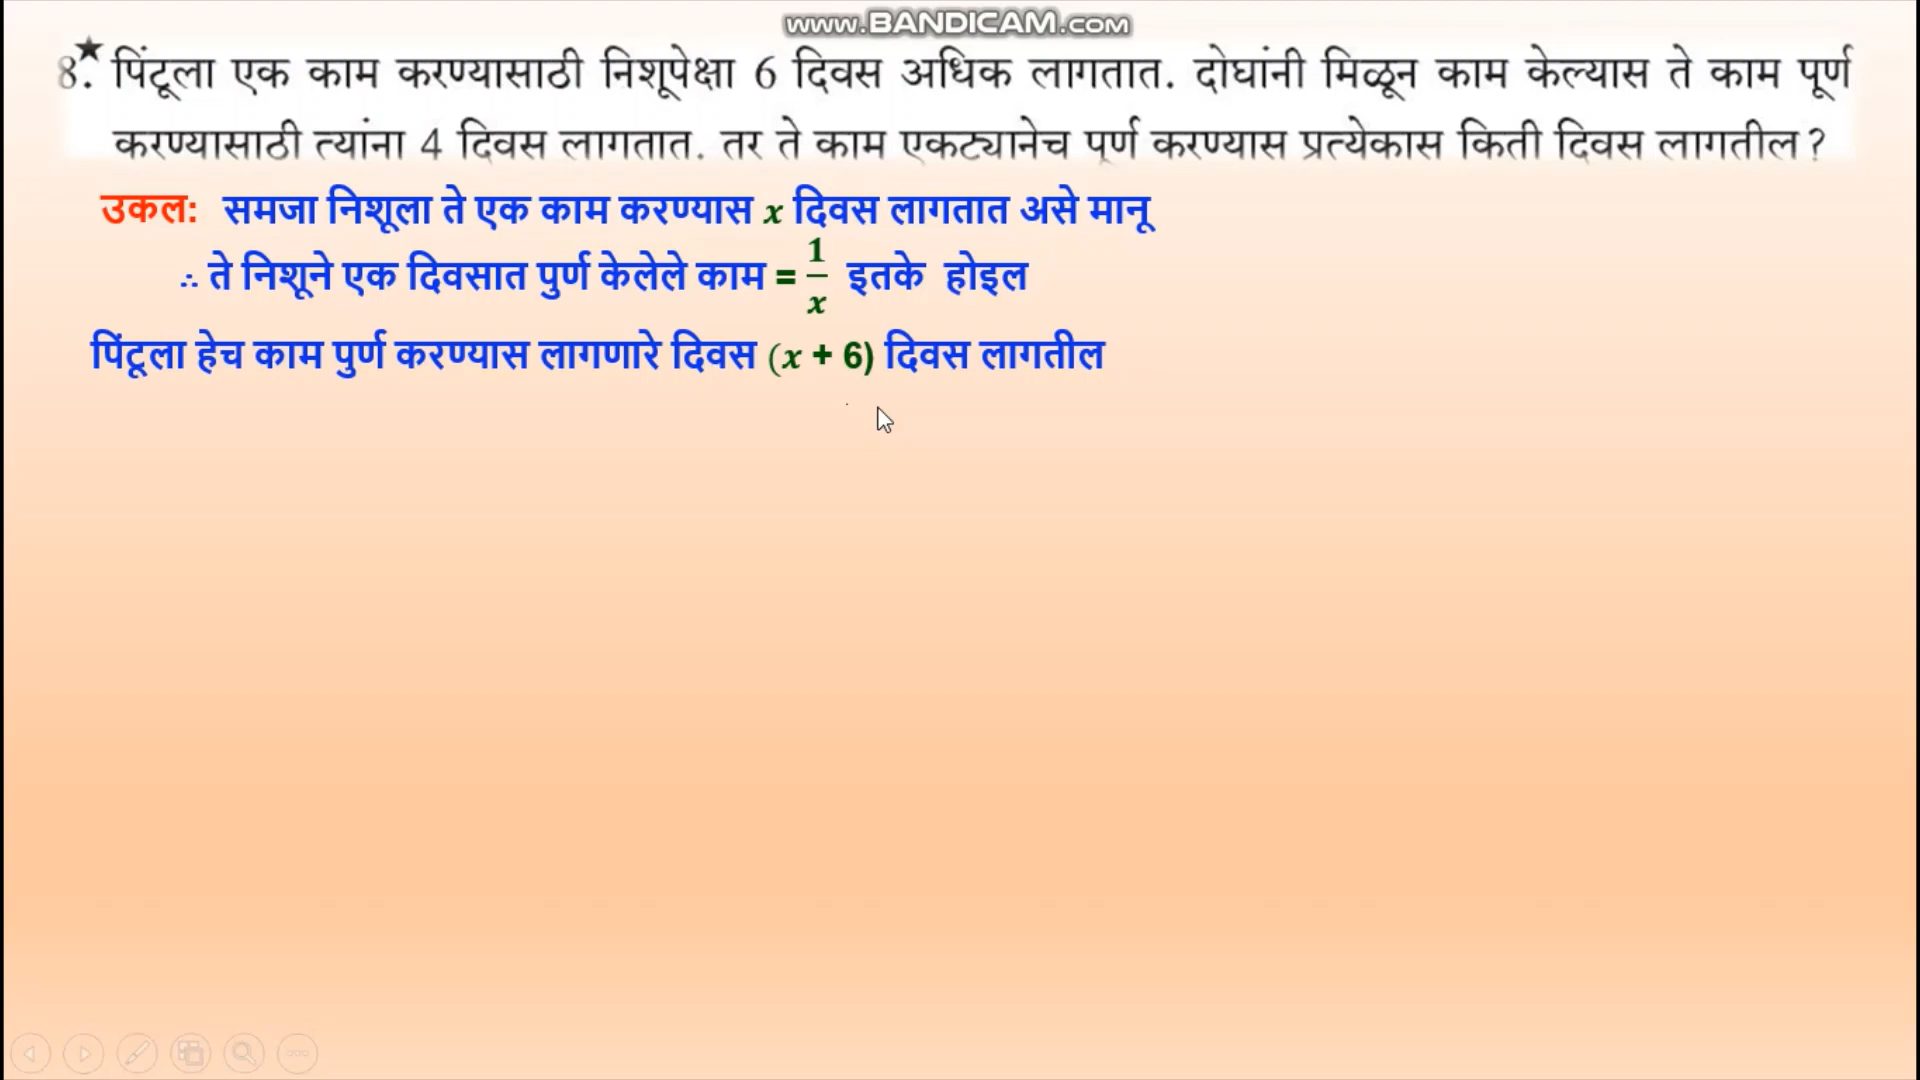 www.BANDICAM.com
8.★ पिंटूला एक काम करण्यासाठी निशूपेक्षा 6 दिवस अधिक लागतात. दोघांनी मिळून काम केल्यास ते काम पूर्ण
करण्यासाठी त्यांना 4 दिवस लागतात. तर ते काम एकट्यानेच पूर्ण करण्यास प्रत्येकास किती दिवस लागतील ?
उकल: समजा निशूला ते एक काम करण्यास x दिवस लागतात असे मानू
∴ ते निशूने एक दिवसात पुर्ण केलेले काम = 1/x इतके होइल
पिंटूला हेच काम पुर्ण करण्यास लागणारे दिवस (x + 6) दिवस लागतील